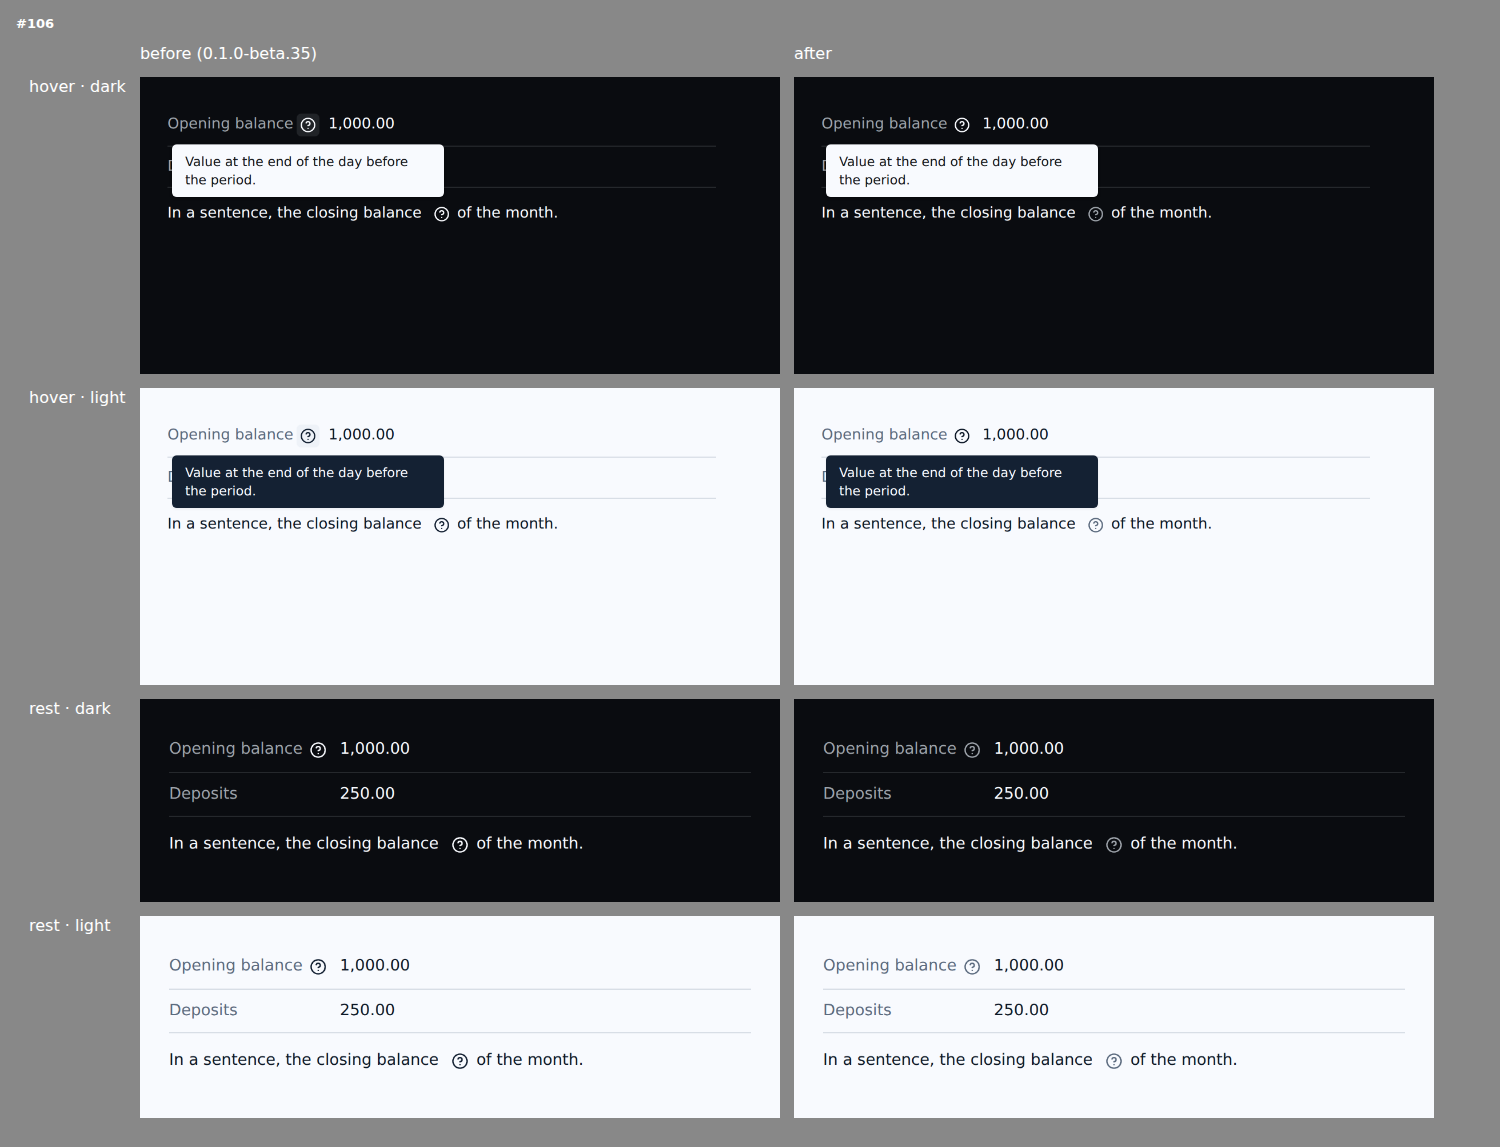 #106
before (0.1.0-beta.35)
after
hover · dark
Opening balance 1,000.00
Value at the end of the day before
the period.
In a sentence, the closing balance of the month.
Opening balance 1,000.00
Value at the end of the day before
the period.
In a sentence, the closing balance of the month.
hover · light
Opening balance 1,000.00
Value at the end of the day before
the period.
In a sentence, the closing balance of the month.
Opening balance 1,000.00
Value at the end of the day before
the period.
In a sentence, the closing balance of the month.
rest · dark
Opening balance 1,000.00
Deposits 250.00
In a sentence, the closing balance of the month.
Opening balance 1,000.00
Deposits 250.00
In a sentence, the closing balance of the month.
rest · light
Opening balance 1,000.00
Deposits 250.00
In a sentence, the closing balance of the month.
Opening balance 1,000.00
Deposits 250.00
In a sentence, the closing balance of the month.